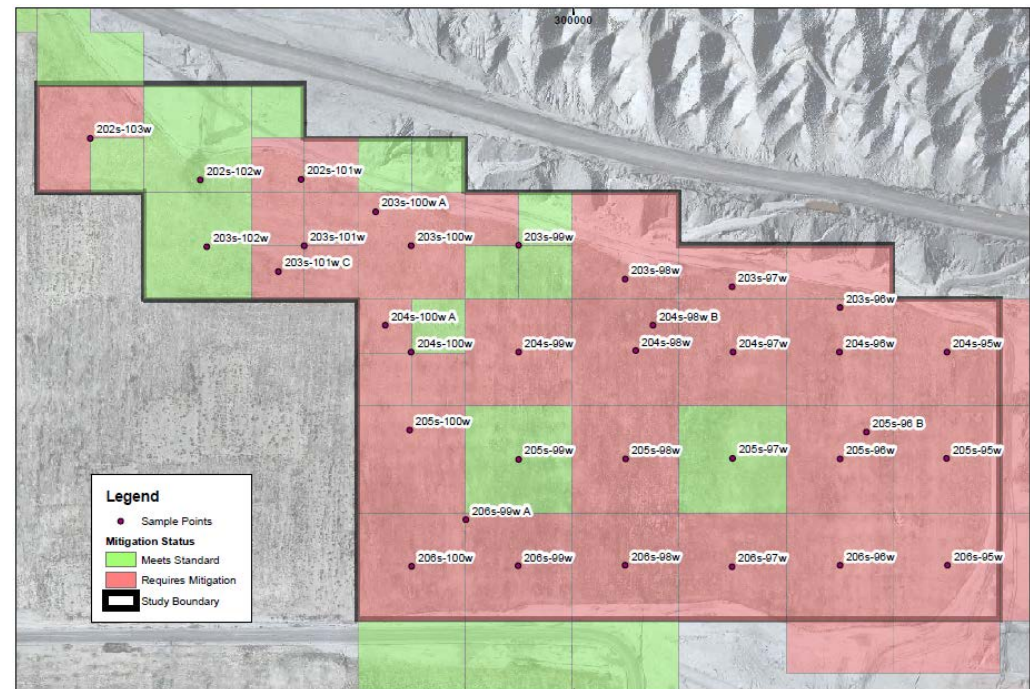 300000
202s-103w
202s-102w
202s-101w
203s-100w A
203s-102w
203s-101w
203s-100w
203s-99w
203s-101w C
203s-98w
203s-97w
203s-96w
204s-100w A
204s-98w B
204s-100w
204s-99w
204s-98w
204s-97w
204s-96w
204s-95w
205s-100w
205s-96 B
205s-99w
205s-98w
205s-97w
205s-96w
205s-95w
206s-99w A
206s-100w
206s-99w
206s-98w
206s-97w
206s-96w
206s-95w
Legend
Sample Points
Mitigation Status
Meets Standard
Requires Mitigation
Study Boundary